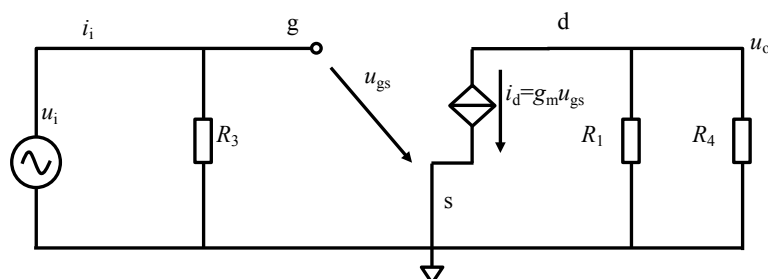 i_i
g
d
u_o
u_gs
i_d=g_m u_gs
u_i
R_3
R_1
R_4
s